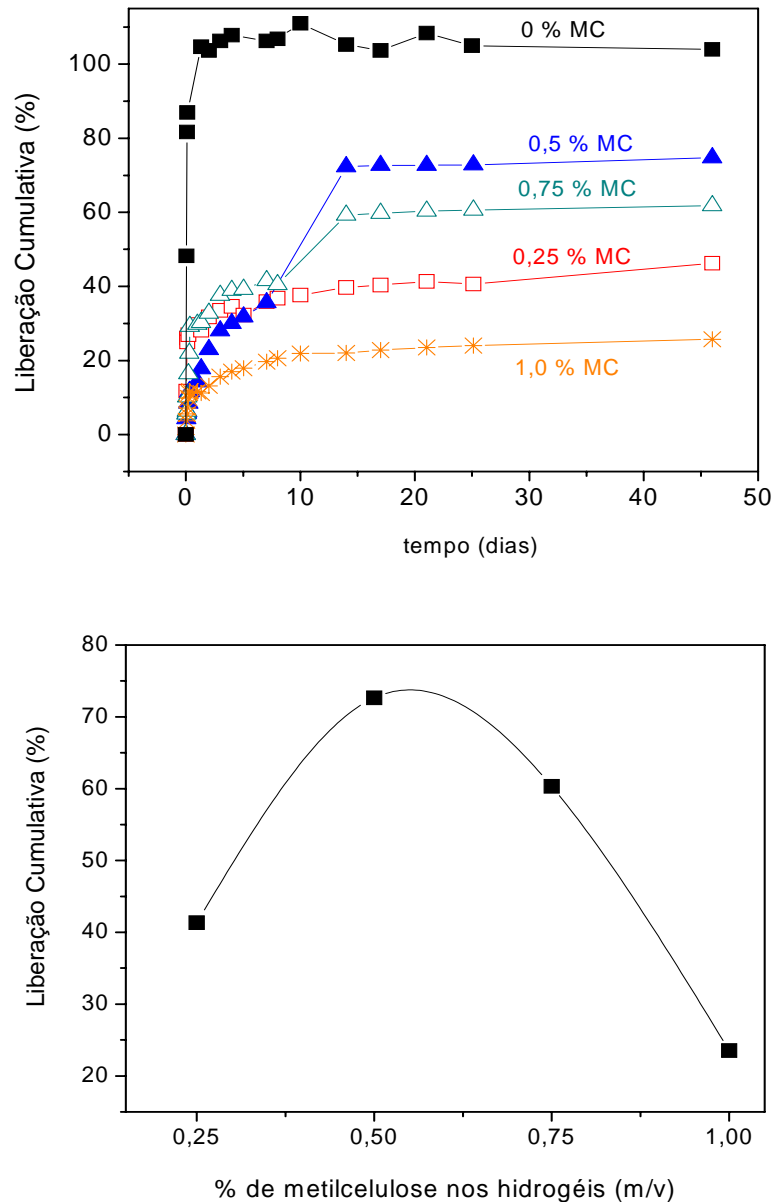 Liberação Cumulativa (%)
100
80
60
40
20
0
0 % MC
0,5 % MC
0,75 % MC
0,25 % MC
1,0 % MC
0 10 20 30 40 50
tempo (dias)
Liberação Cumulativa (%)
80
70
60
50
40
30
20
0,25 0,50 0,75 1,00
% de metilcelulose nos hidrogéis (m/v)